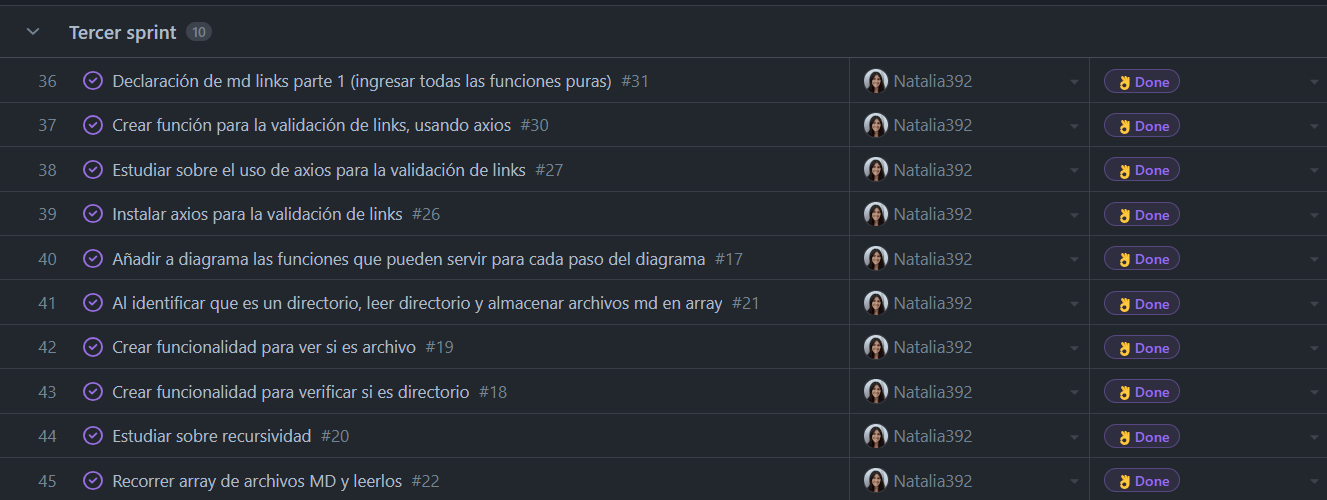 Tercer sprint 10
36 Declaración de md links parte 1 (ingresar todas las funciones puras) #31 Natalia392 👌 Done
37 Crear función para la validación de links, usando axios #30 Natalia392 👌 Done
38 Estudiar sobre el uso de axios para la validación de links #27 Natalia392 👌 Done
39 Instalar axios para la validación de links #26 Natalia392 👌 Done
40 Añadir a diagrama las funciones que pueden servir para cada paso del diagrama #17 Natalia392 👌 Done
41 Al identificar que es un directorio, leer directorio y almacenar archivos md en array #21 Natalia392 👌 Done
42 Crear funcionalidad para ver si es archivo #19 Natalia392 👌 Done
43 Crear funcionalidad para verificar si es directorio #18 Natalia392 👌 Done
44 Estudiar sobre recursividad #20 Natalia392 👌 Done
45 Recorrer array de archivos MD y leerlos #22 Natalia392 👌 Done